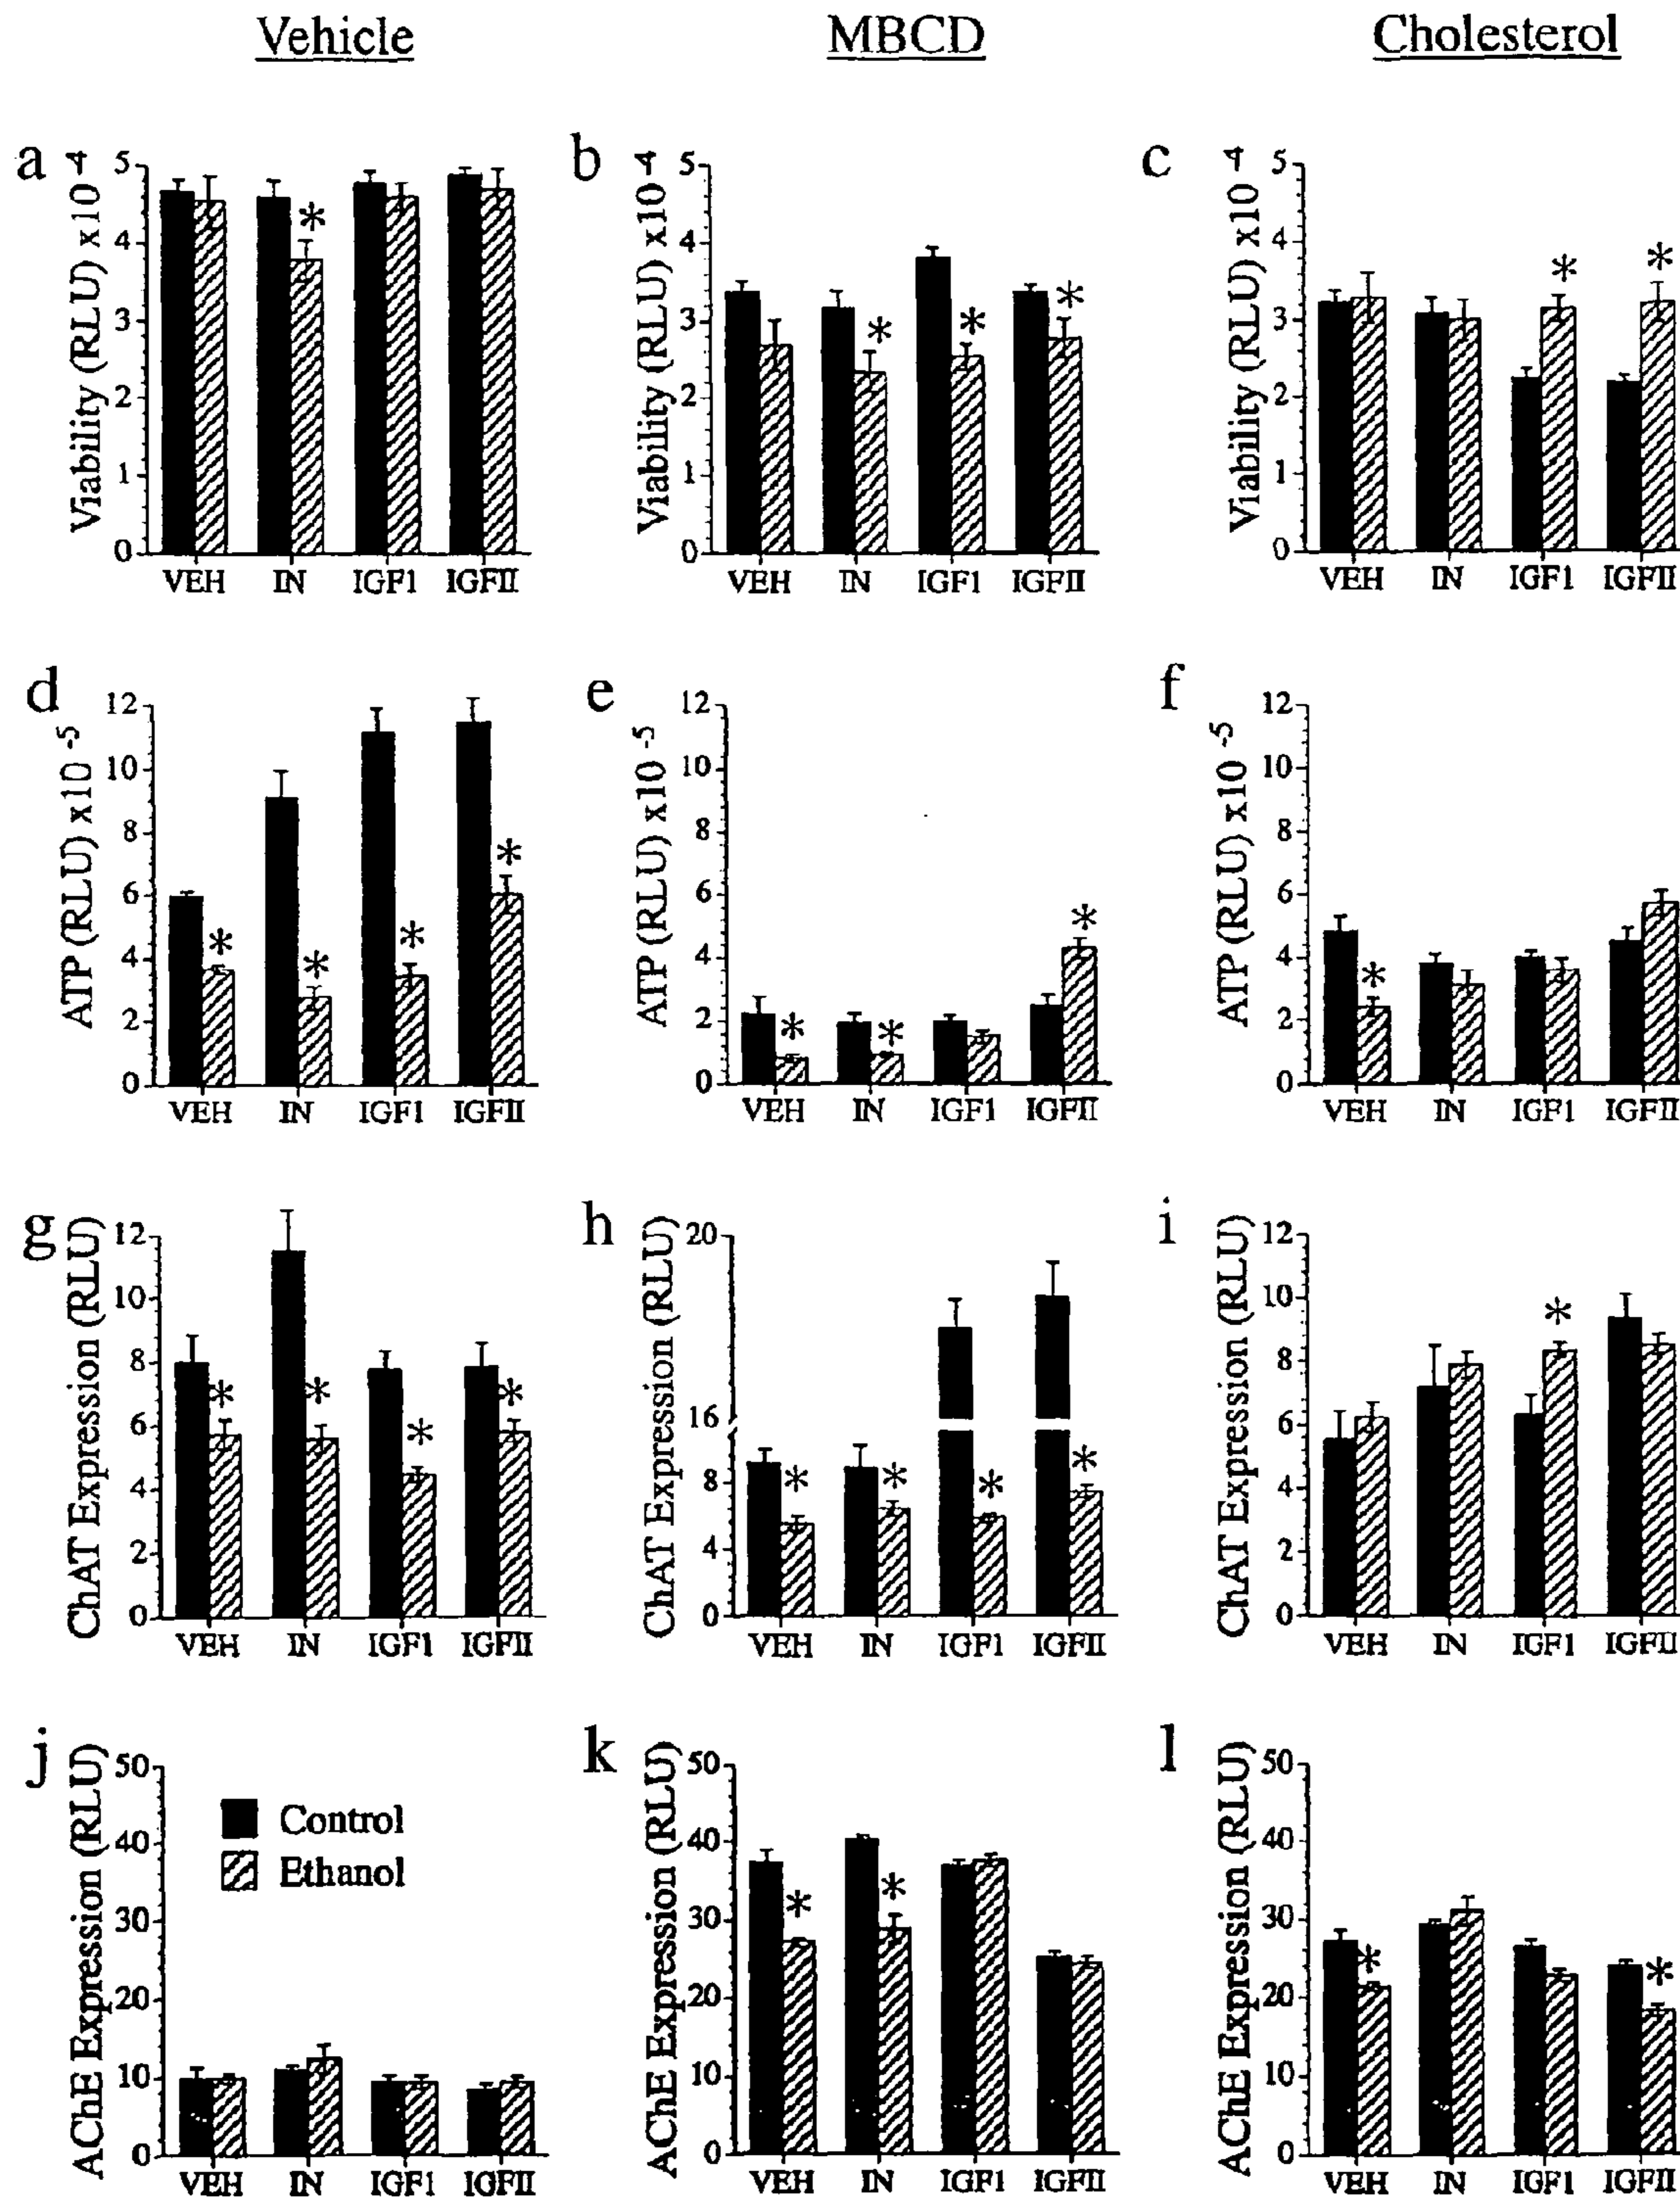 Vehicle MBCD Cholesterol
a b c
Viability (RLU) x10 -4
5
4
3
2
1
0
VEH IN IGF1 IGFII
*
Viability (RLU) x10 -4
5
4
3
2
1
0
VEH IN IGF1 IGFII
* * *
Viability (RLU) x10 -4
5
4
3
2
1
0
VEH IN IGF1 IGFII
* *
d e f
ATP (RLU) x10 -5
12
10
8
6
4
2
0
VEH IN IGF1 IGFII
* * * *
ATP (RLU) x10 -5
12
10
8
6
4
2
0
VEH IN IGF1 IGFII
* * *
ATP (RLU) x10 -5
12
10
8
6
4
2
0
VEH IN IGF1 IGFII
*
g h i
ChAT Expression (RLU)
12
10
8
6
4
2
0
VEH IN IGF1 IGFII
* * * *
ChAT Expression (RLU)
20
16
8
4
0
VEH IN IGF1 IGFII
* * * *
ChAT Expression (RLU)
12
10
8
6
4
2
0
VEH IN IGF1 IGFII
*
j k l
AChE Expression (RLU)
50
40
30
20
10
0
Control
Ethanol
VEH IN IGF1 IGFII
AChE Expression (RLU)
50
40
30
20
10
0
VEH IN IGF1 IGFII
* *
AChE Expression (RLU)
50
40
30
20
10
0
VEH IN IGF1 IGFII
* *